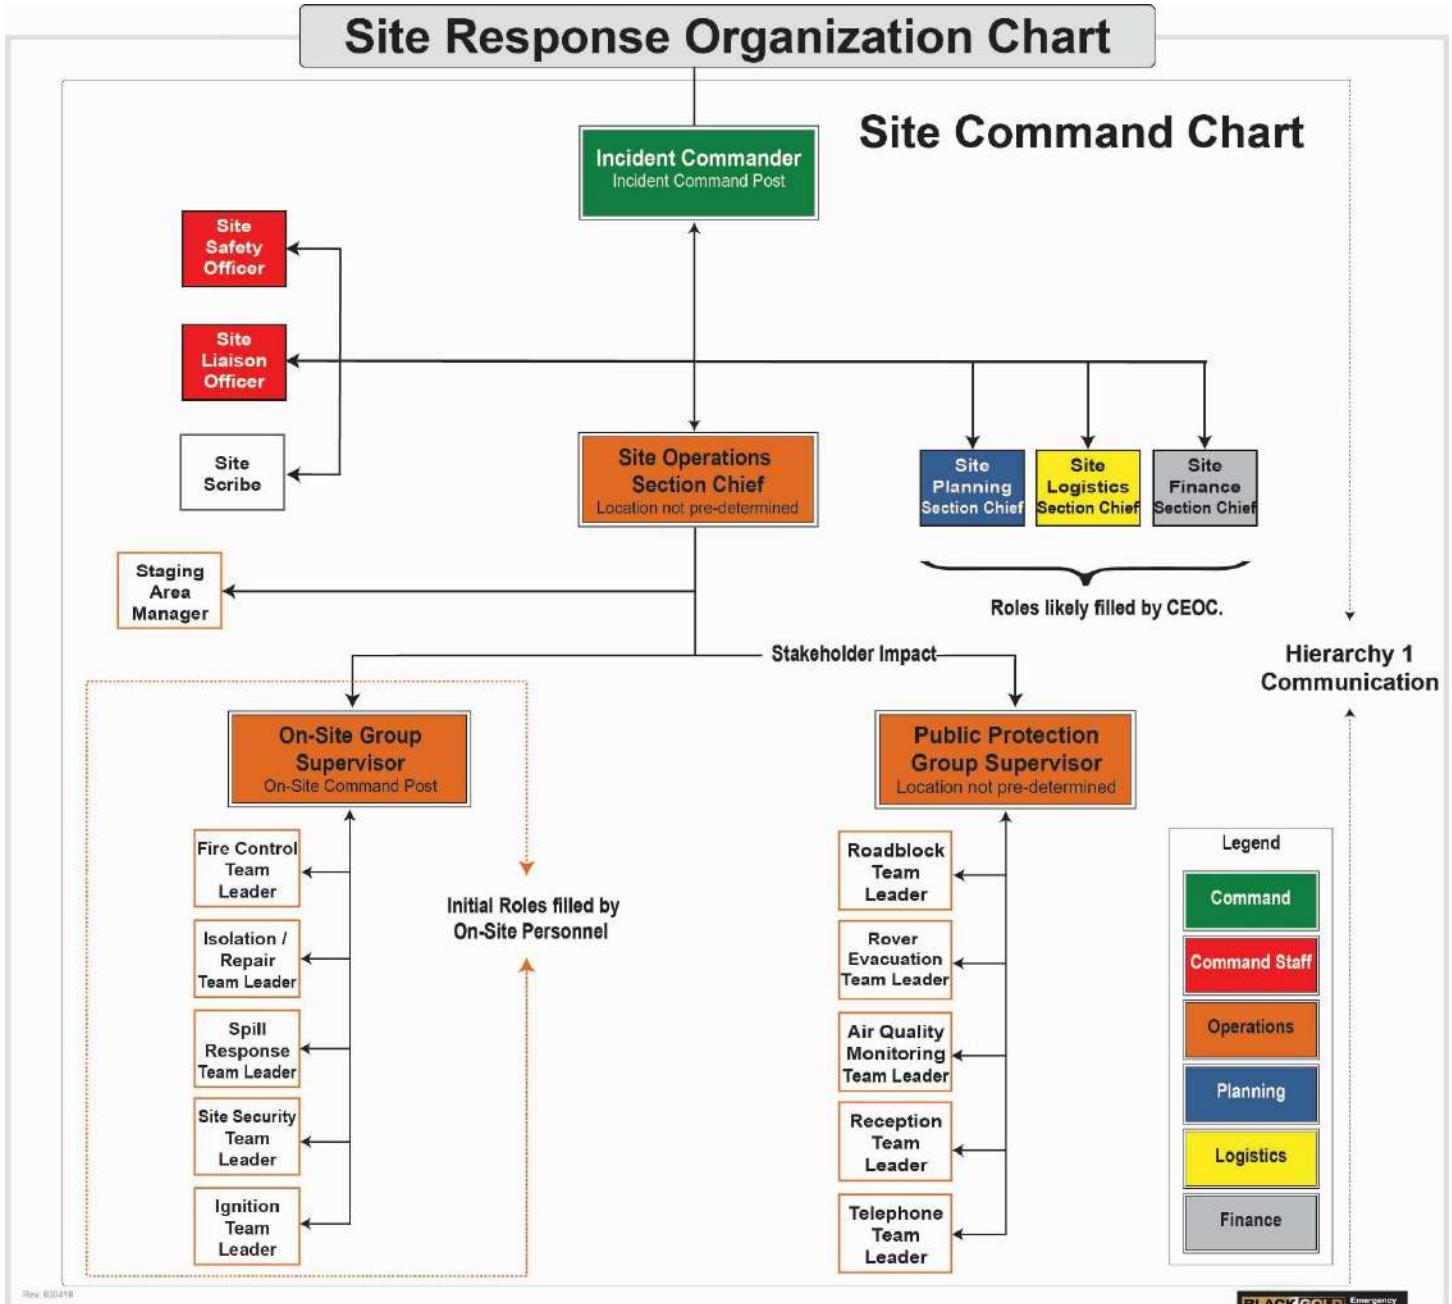 Site Response Organization Chart
Site Command Chart
Incident Commander
Incident Command Post
Site
Safety
Officer
Site
Liaison
Officer
Site
Scribe
Site Operations
Section Chief
Location not pre-determined
Site
Planning
Section Chief
Site
Logistics
Section Chief
Site
Finance
Section Chief
Staging
Area
Manager
Roles likely filled by CEOC.
Stakeholder Impact
Hierarchy 1
Communication
On-Site Group
Supervisor
On-Site Command Post
Public Protection
Group Supervisor
Location not pre-determined
Fire Control
Team
Leader
Isolation /
Repair
Team Leader
Spill
Response
Team Leader
Site Security
Team
Leader
Ignition
Team
Leader
Initial Roles filled by
On-Site Personnel
Roadblock
Team
Leader
Rover
Evacuation
Team Leader
Air Quality
Monitoring
Team Leader
Reception
Team
Leader
Telephone
Team
Leader
Legend
Command
Command Staff
Operations
Planning
Logistics
Finance
Rev.
BLACK GOLD Emergency